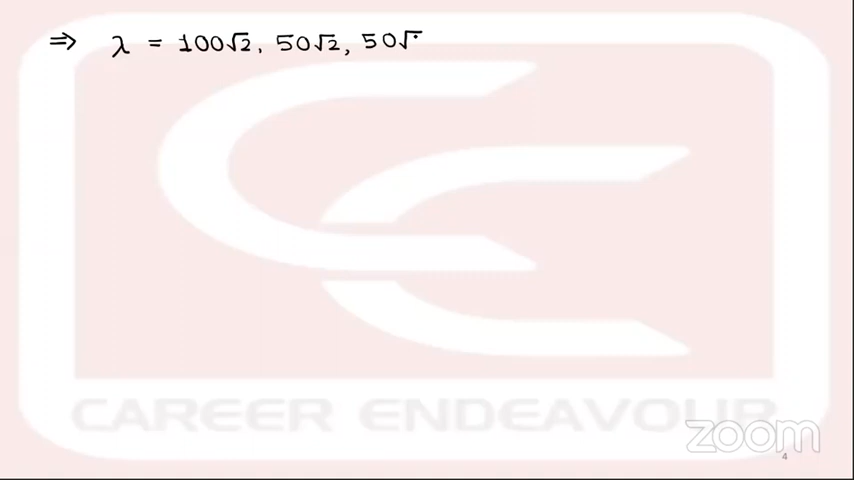 ⇒ λ = 100√2, 50√2, 50√
CAREER ENDEAVOUR
zoom
4